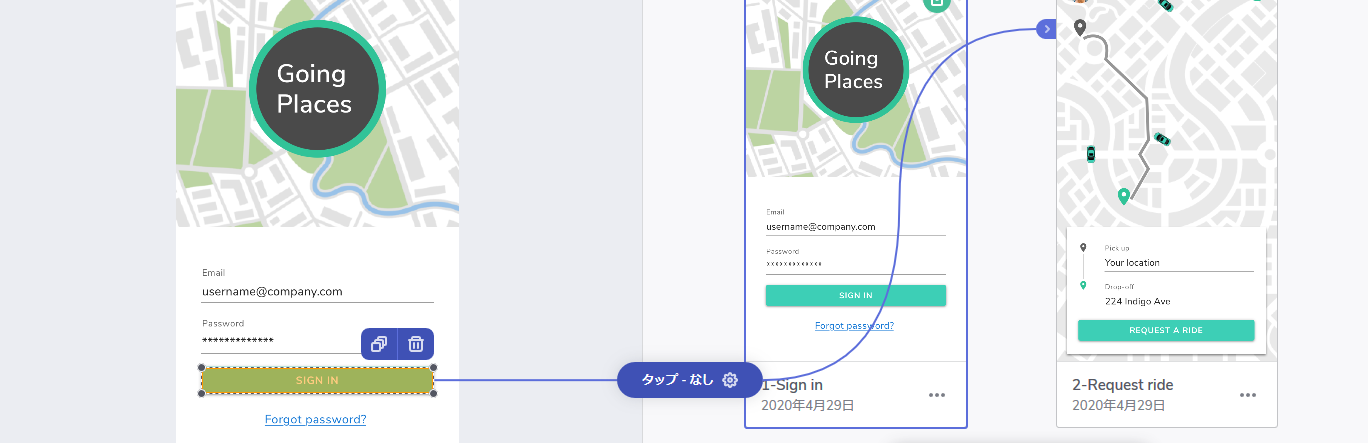 Going
Places
Email
username@company.com
Password
*************
SIGN IN
Forgot password?
タップ - なし
Going
Places
Email
username@company.com
Password
*************
SIGN IN
Forgot password?
1-Sign in
2020年4月29日
Pick up
Your location
Drop-off
224 Indigo Ave
REQUEST A RIDE
2-Request ride
2020年4月29日